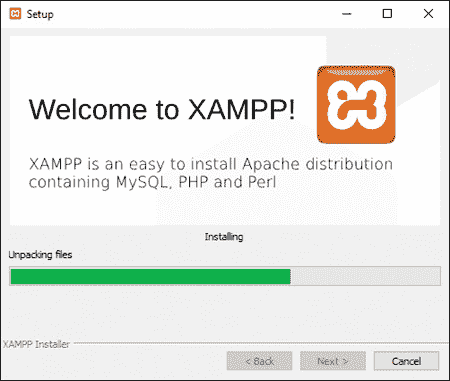 Setup
Welcome to XAMPP!
XAMPP is an easy to install Apache distribution
containing MySQL, PHP and Perl
Installing
Unpacking files
XAMPP Installer
< Back
Next >
Cancel